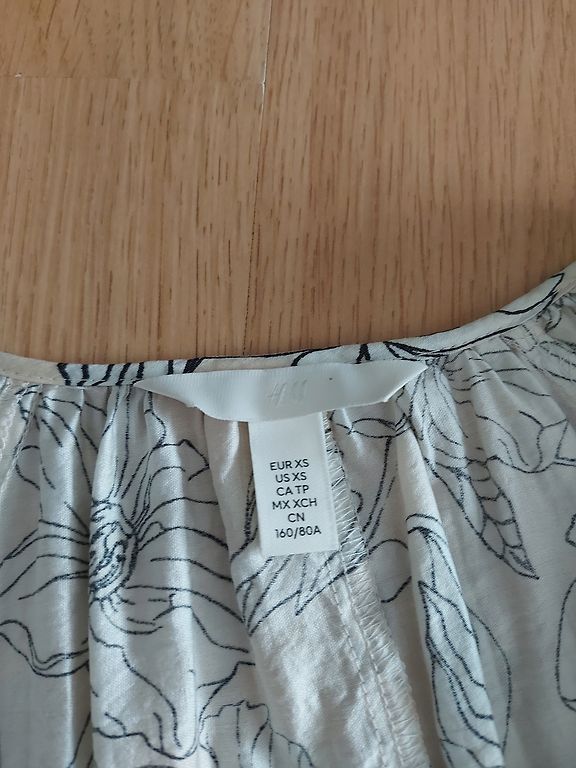 H&M
EUR XS
US XS
CA TP
MX XCH
CN
160/80A